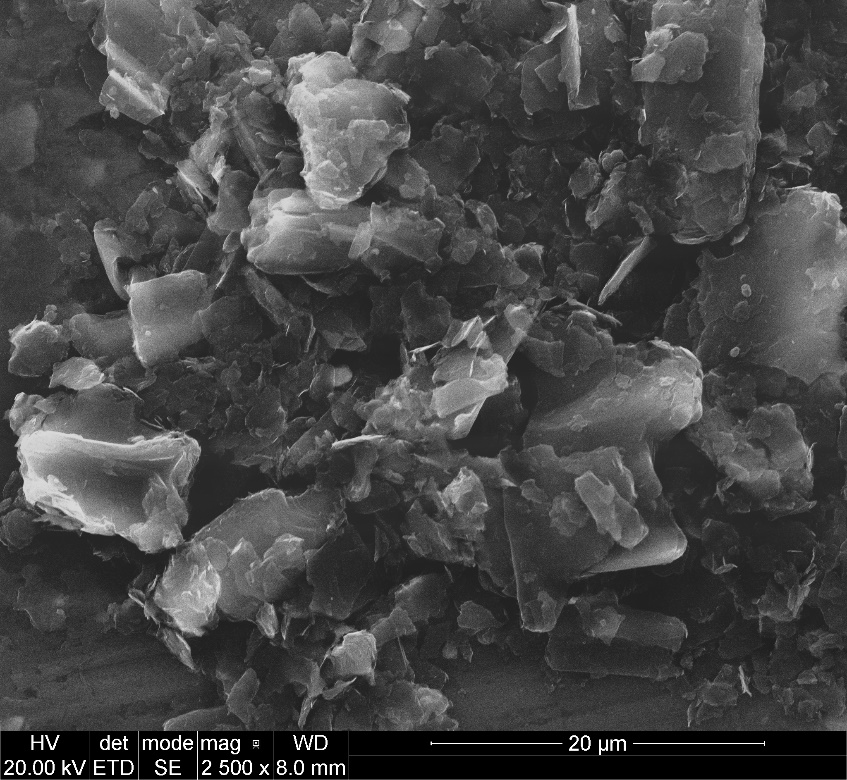 HV det mode mag WD
20.00 kV ETD SE 2 500 x 8.0 mm
20 µm